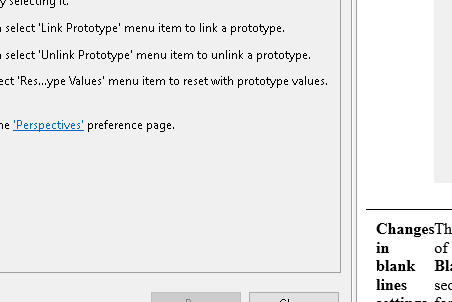 y selecting it.
select 'Link Prototype' menu item to link a prototype.
select 'Unlink Prototype' menu item to unlink a prototype.
ect 'Res...ype Values' menu item to reset with prototype values.
he 'Perspectives' preference page.
Changes Th
in of
blank Bla
lines sec